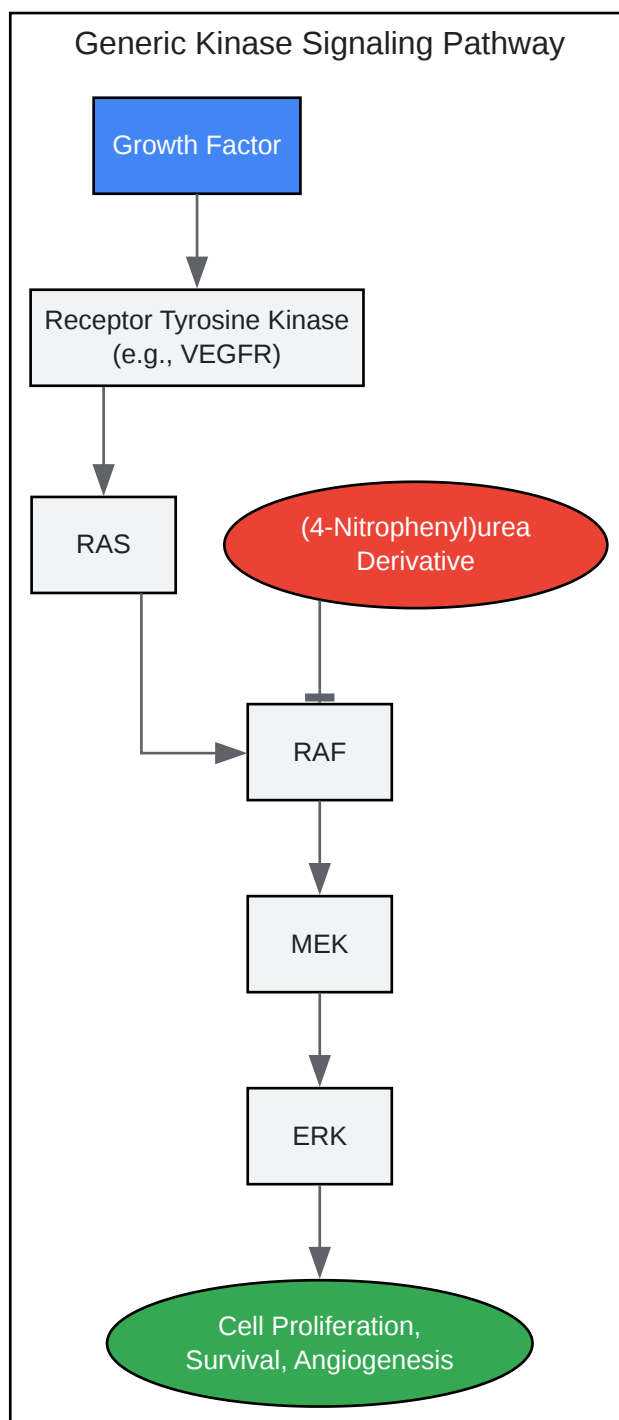 Generic Kinase Signaling Pathway
Growth Factor
Receptor Tyrosine Kinase
(e.g., VEGFR)
RAS
(4-Nitrophenyl)urea
Derivative
RAF
MEK
ERK
Cell Proliferation,
Survival, Angiogenesis